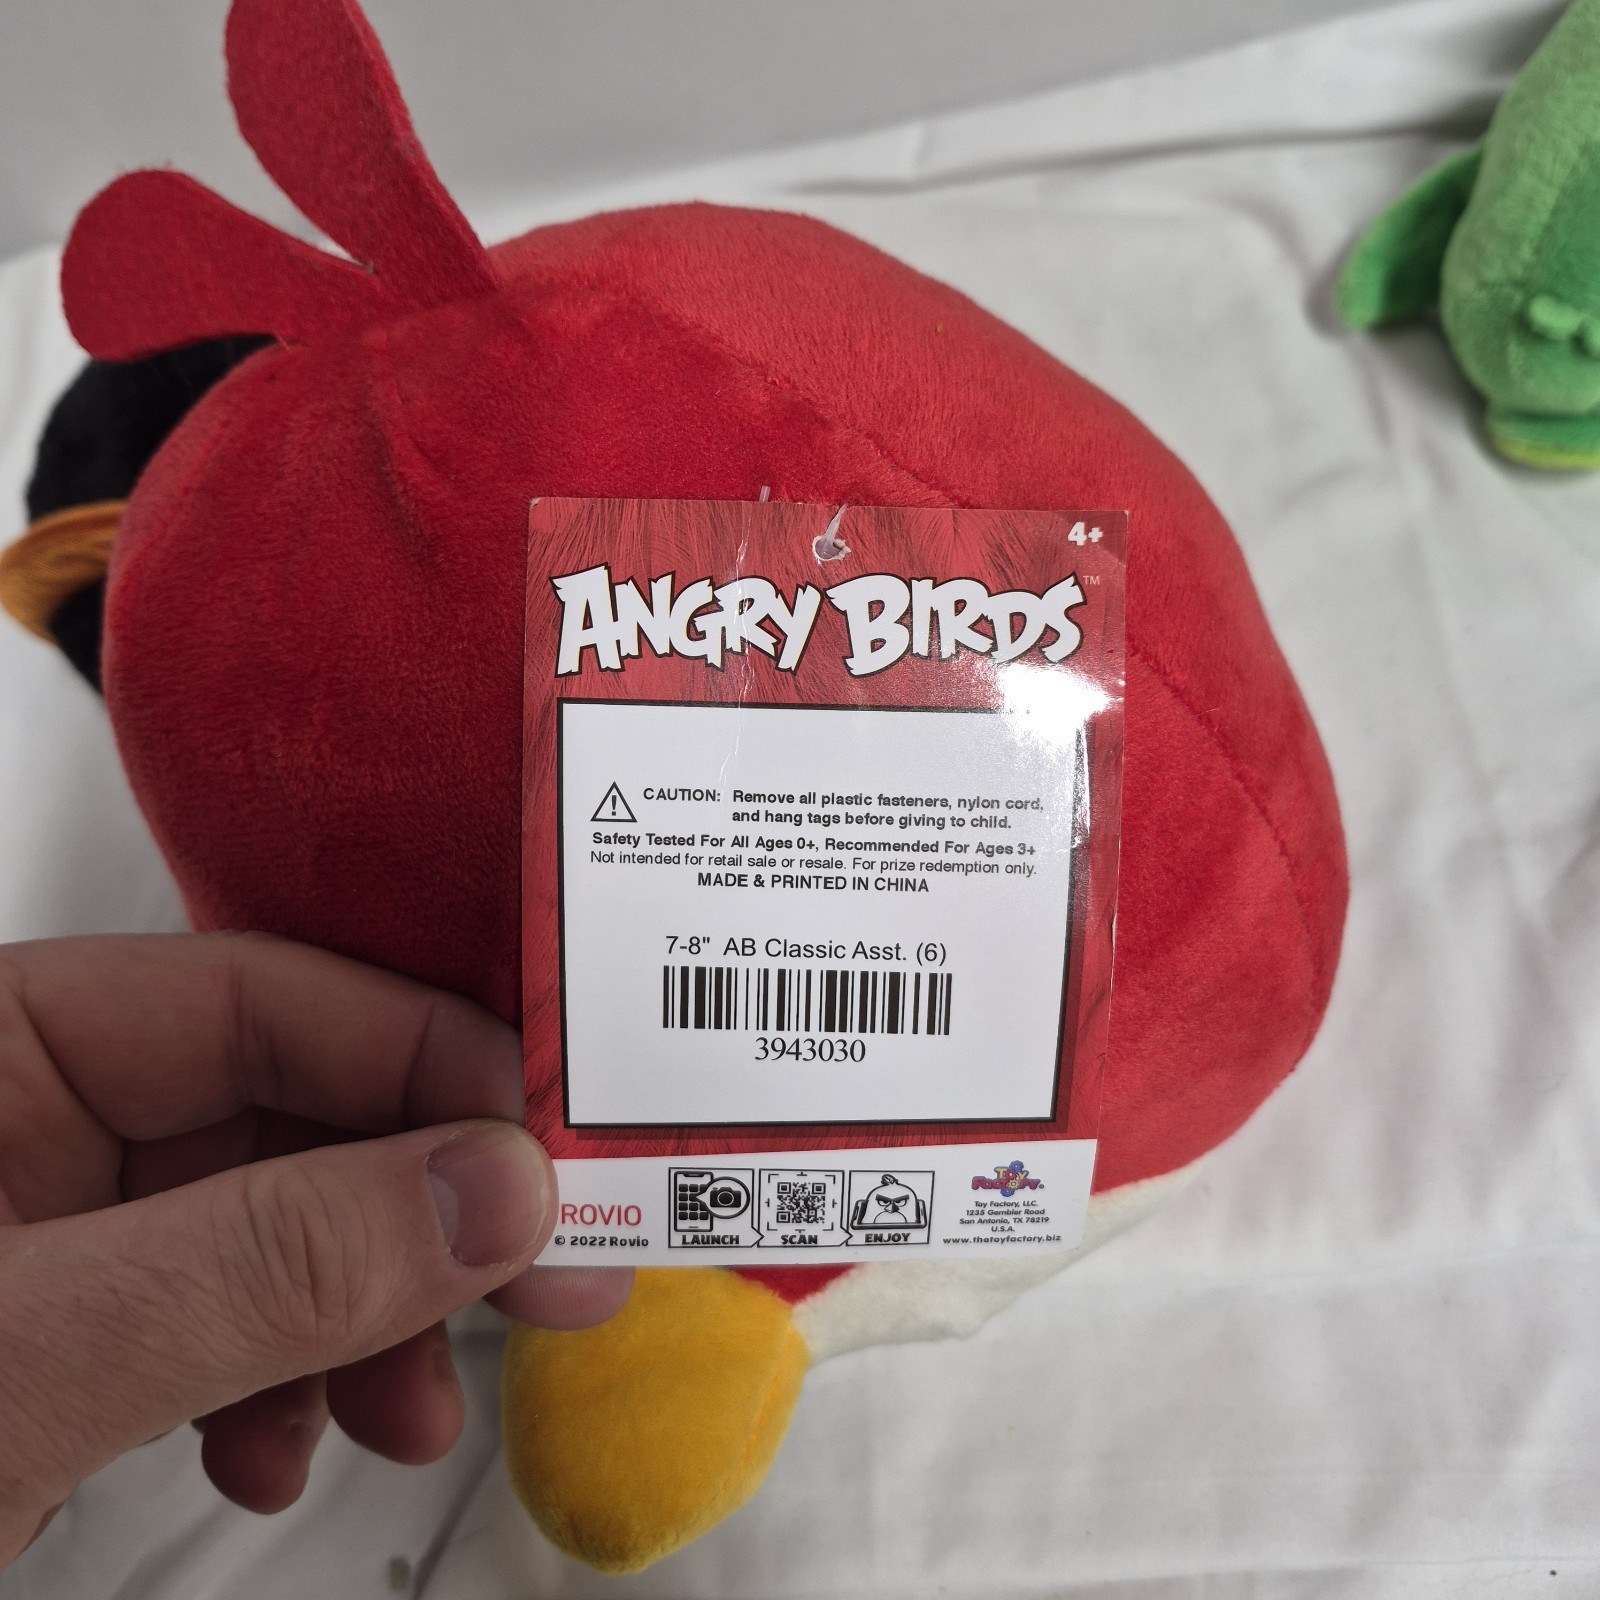 4+
ANGRY BIRDS™
CAUTION: Remove all plastic fasteners, nylon cord,
and hang tags before giving to child.
Safety Tested For All Ages 0+, Recommended For Ages 3+
Not intended for retail sale or resale. For prize redemption only.
MADE & PRINTED IN CHINA
7-8" AB Classic Asst. (6)
3943030
ROVIO
© 2022 Rovio
LAUNCH
SCAN
ENJOY
Toy Factory
Toy Factory, LLC.
1235 Gembler Road
San Antonio, TX 78219
U.S.A.
www.thetoyfactory.biz